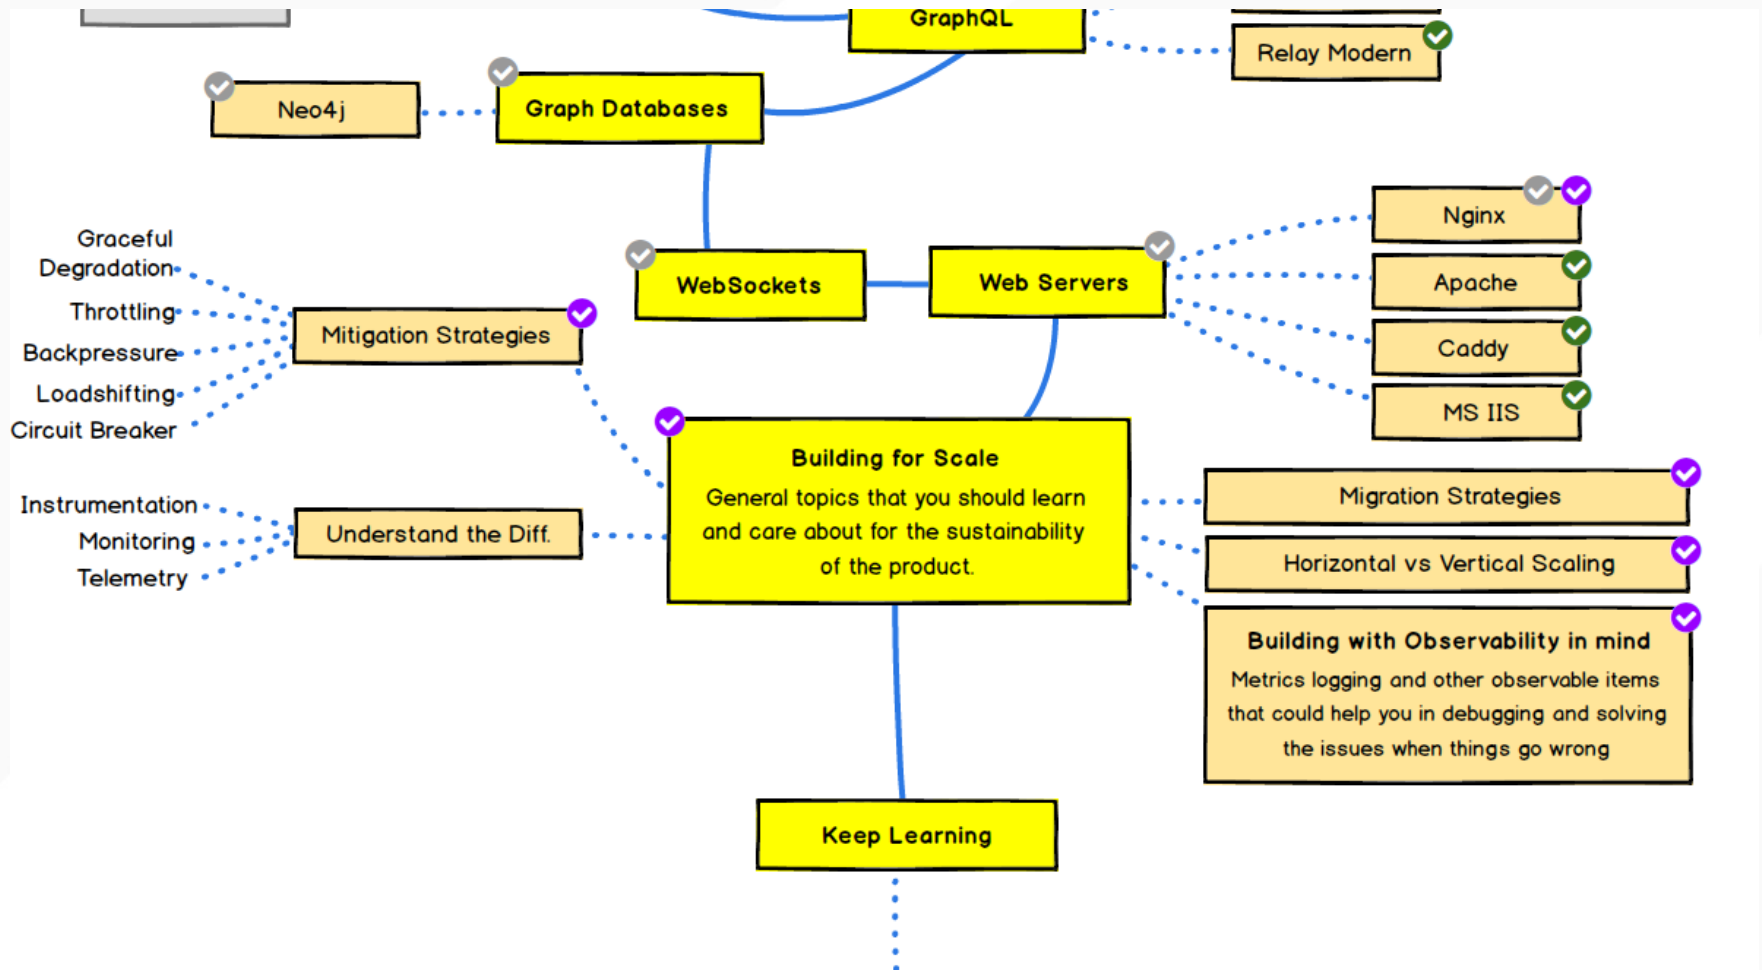 GraphQL
Relay Modern
Neo4j
Graph Databases
Nginx
Graceful
Degradation
Throttling
Backpressure
Loadshifting
Circuit Breaker
Mitigation Strategies
WebSockets
Web Servers
Apache
Caddy
MS IIS
Building for Scale
General topics that you should learn
and care about for the sustainability
of the product.
Instrumentation
Monitoring
Telemetry
Understand the Diff.
Migration Strategies
Horizontal vs Vertical Scaling
Building with Observability in mind
Metrics logging and other observable items
that could help you in debugging and solving
the issues when things go wrong
Keep Learning